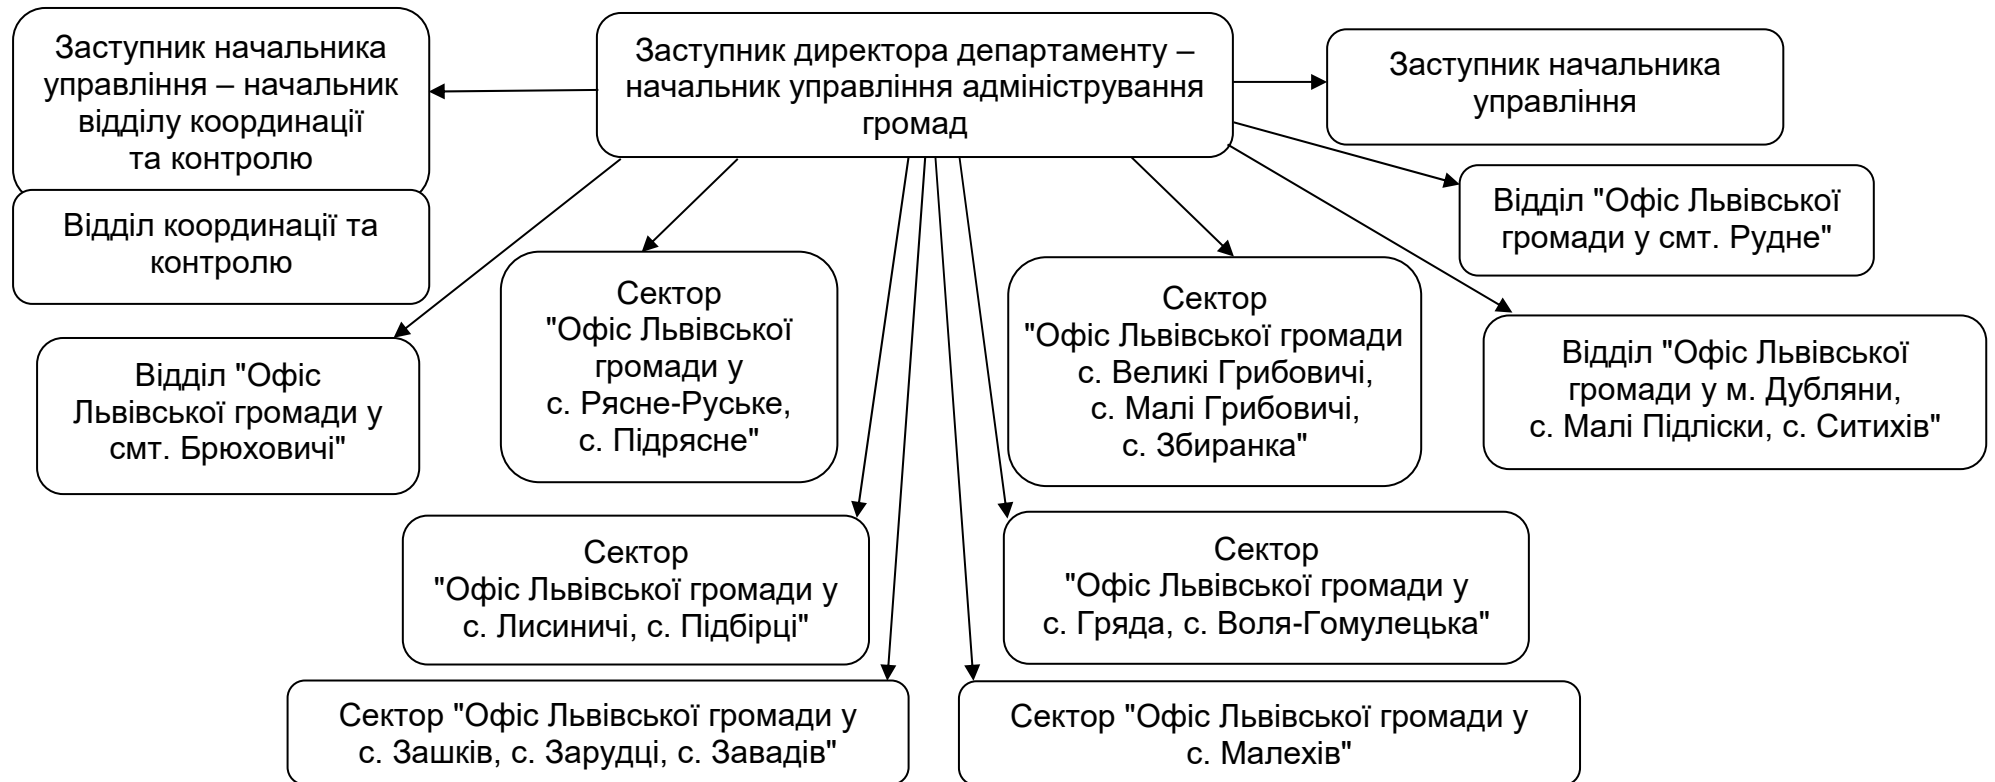 Заступник начальника
управління – начальник
відділу координації
та контролю
Заступник директора департаменту –
начальник управління адміністрування
громад
Заступник начальника
управління
Відділ координації та
контролю
Відділ "Офіс Львівської
громади у смт. Рудне"
Відділ "Офіс
Львівської громади у
смт. Брюховичі"
Сектор
"Офіс Львівської
громади у
с. Рясне-Руське,
с. Підрясне"
Сектор
"Офіс Львівської громади
с. Великі Грибовичі,
с. Малі Грибовичі,
с. Збиранка"
Відділ "Офіс Львівської
громади у м. Дубляни,
с. Малі Підліски, с. Ситихів"
Сектор
"Офіс Львівської громади у
с. Лисиничі, с. Підбірці"
Сектор
"Офіс Львівської громади у
с. Гряда, с. Воля-Гомулецька"
Сектор "Офіс Львівської громади у
с. Зашків, с. Зарудці, с. Завадів"
Сектор "Офіс Львівської громади у
с. Малехів"